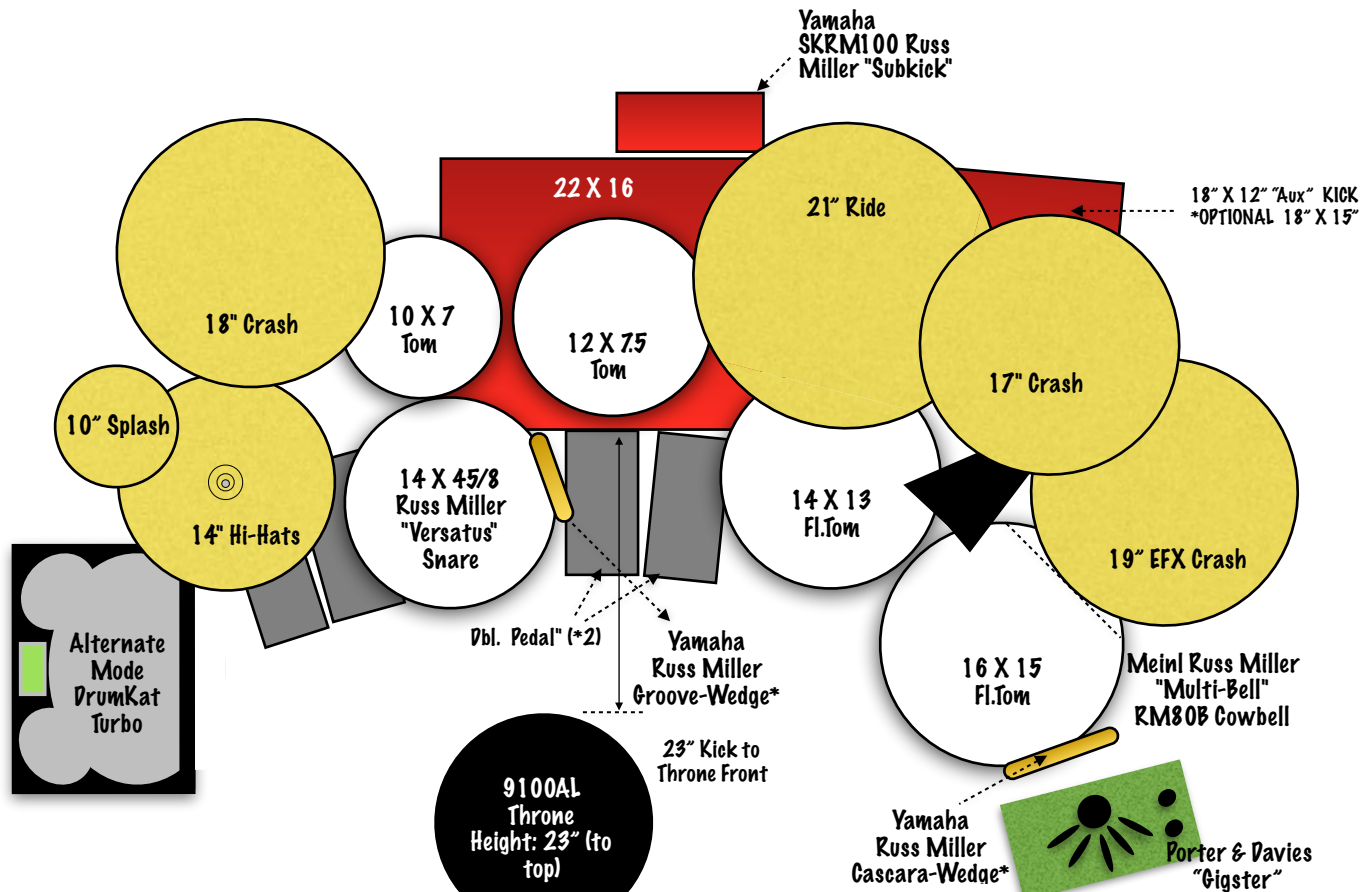 Yamaha
SKRM100 Russ
Miller "Subkick"
22 X 16
21" Ride
18" X 12" "Aux" KICK
*OPTIONAL 18" X 15"
18" Crash
10 X 7
Tom
12 X 7.5
Tom
17" Crash
10" Splash
14" Hi-Hats
14 X 45/8
Russ Miller
"Versatus"
Snare
14 X 13
Fl.Tom
19" EFX Crash
Alternate
Mode
DrumKat
Turbo
Dbl. Pedal" (*2)
Yamaha
Russ Miller
Groove-Wedge*
16 X 15
Fl.Tom
Meinl Russ Miller
"Multi-Bell"
RM80B Cowbell
23" Kick to
Throne Front
9100AL
Throne
Height: 23" (to
top)
Yamaha
Russ Miller
Cascara-Wedge*
Porter & Davies
"Gigster"